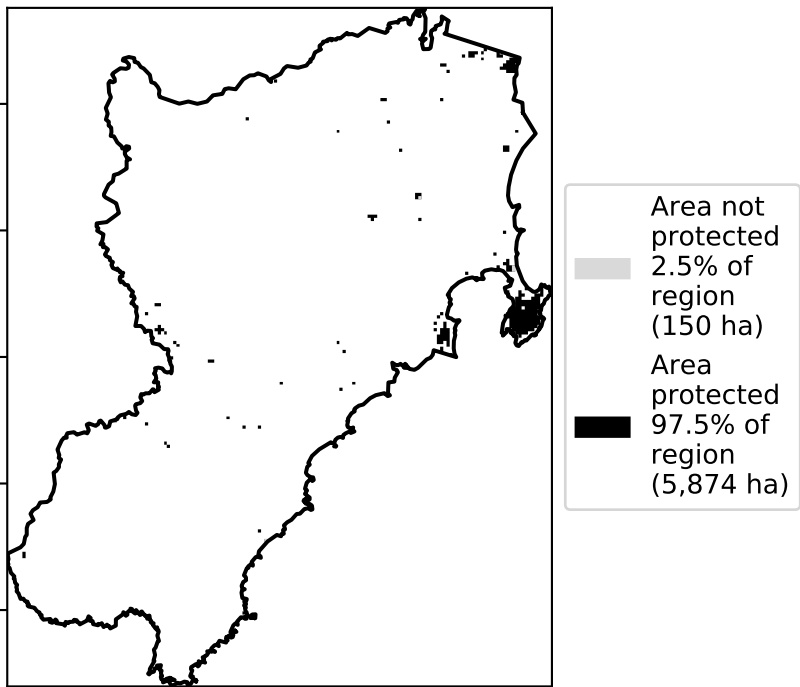 Area not
protected
2.5% of
region
(150 ha)
Area
protected
97.5% of
region
(5,874 ha)